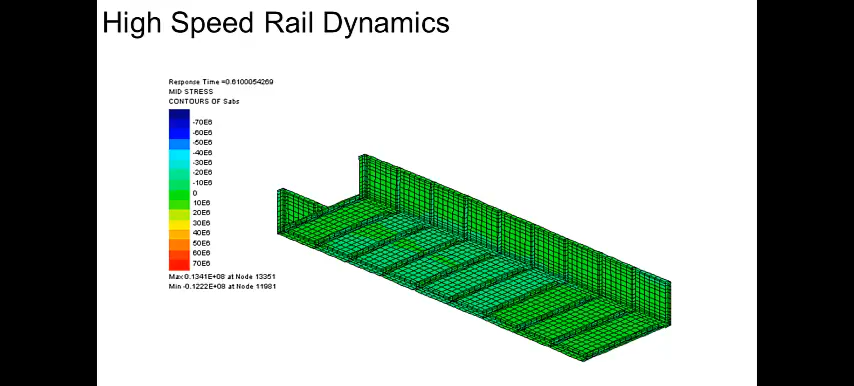 High Speed Rail Dynamics
Response Time =0.6100054269
MID STRESS
CONTOURS OF Sabs
-70E6
-60E6
-50E6
-40E6
-30E6
-20E6
-10E6
0
10E6
20E6
30E6
40E6
50E6
60E6
70E6
Max 0.1341E+08 at Node 13351
Min -0.1222E+08 at Node 11981